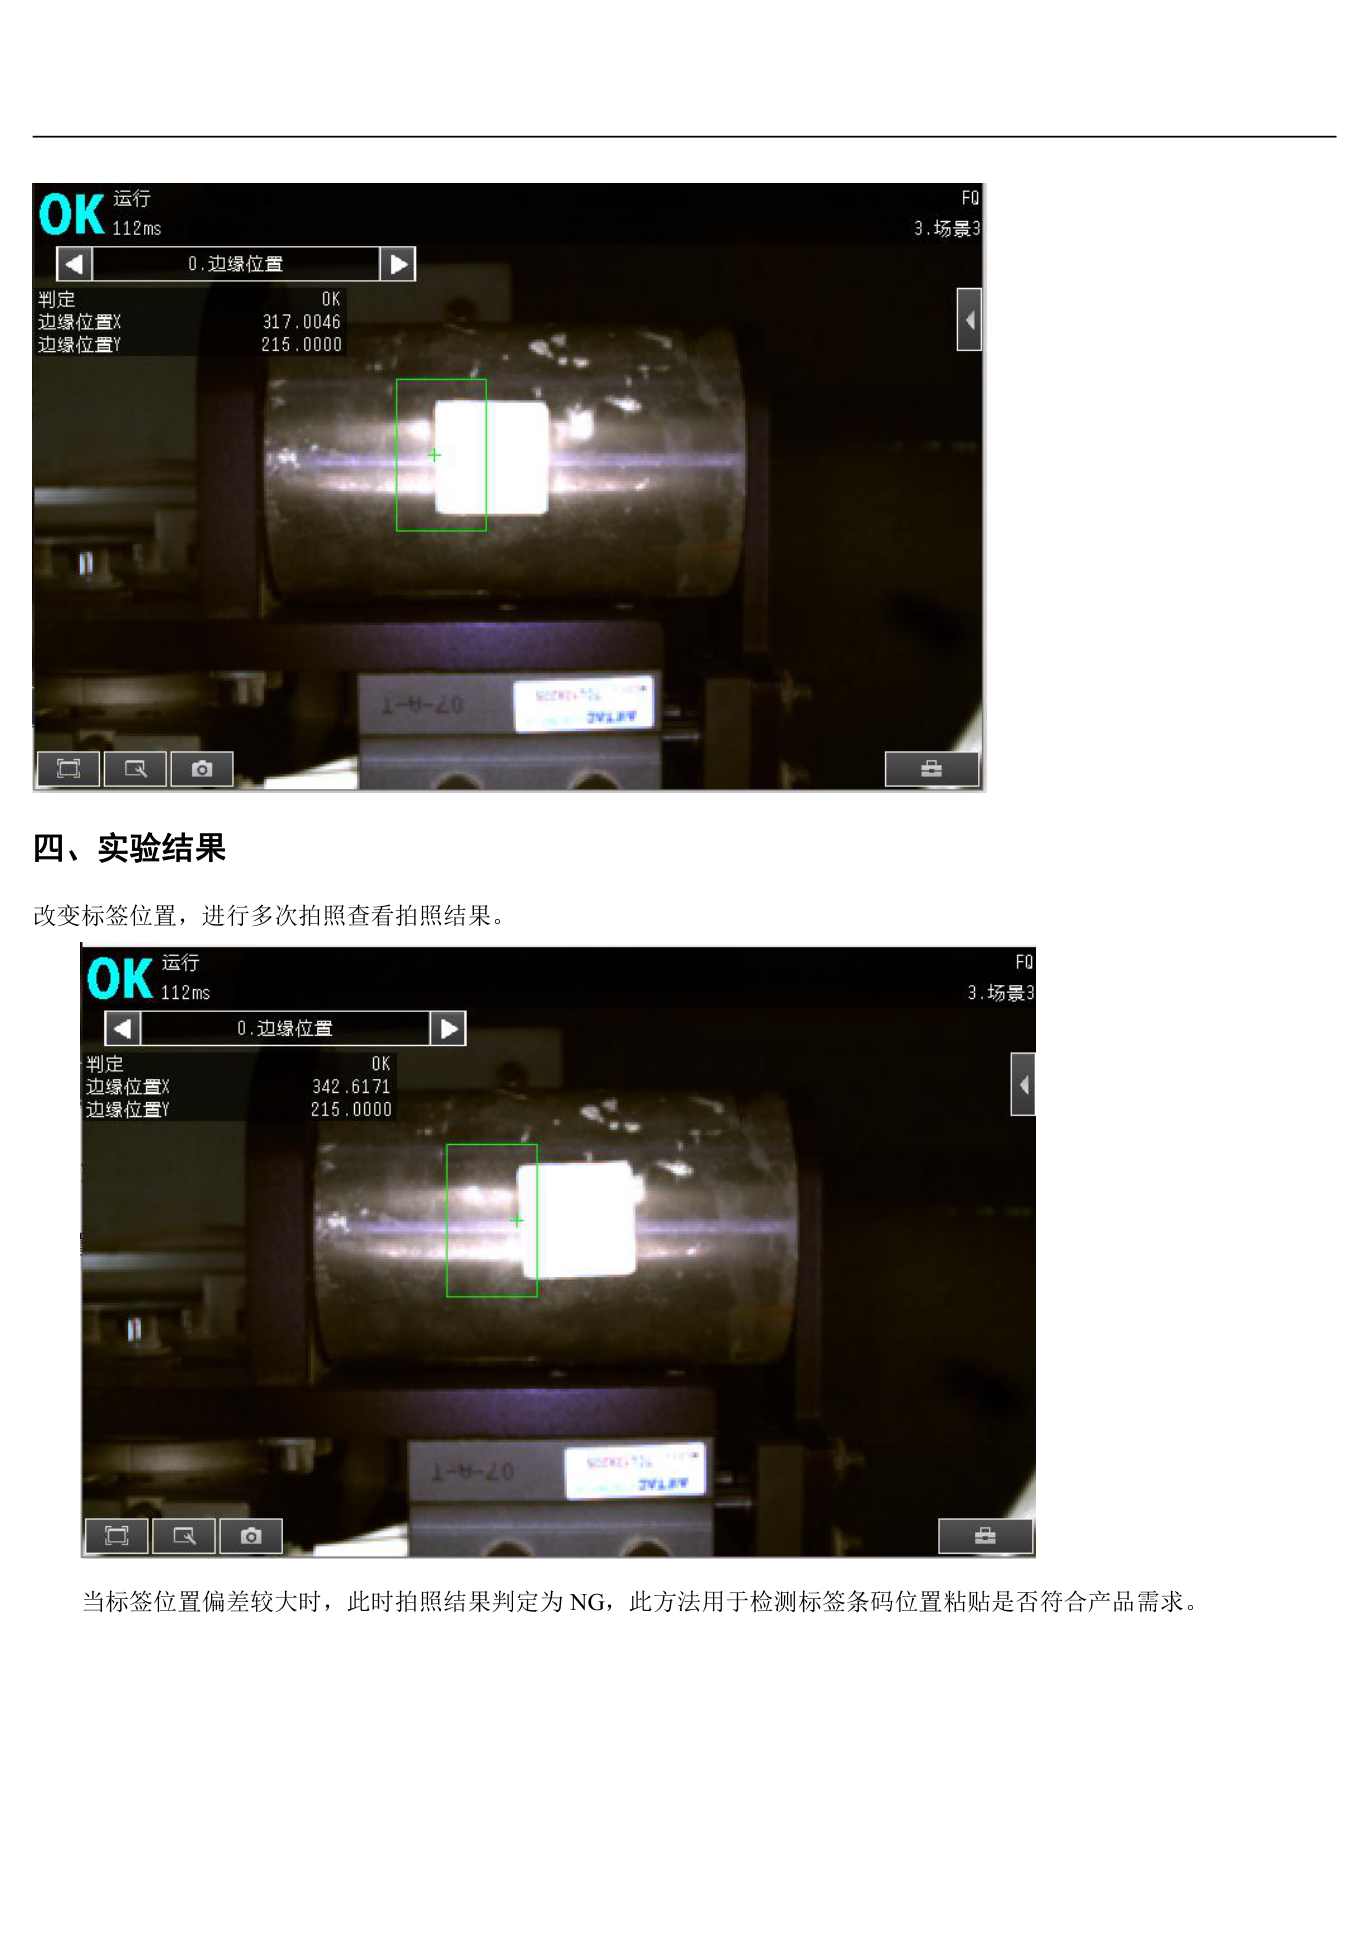 OK 运行
112ms
FQ
3.场景3
0.边缘位置
判定 OK
边缘位置X 317.0046
边缘位置Y 215.0000
07-A-T
AIRTAC
四、实验结果
改变标签位置，进行多次拍照查看拍照结果。
OK 运行
112ms
FQ
3.场景3
0.边缘位置
判定 OK
边缘位置X 342.6171
边缘位置Y 215.0000
07-A-T
AIRTAC
当标签位置偏差较大时，此时拍照结果判定为 NG，此方法用于检测标签条码位置粘贴是否符合产品需求。